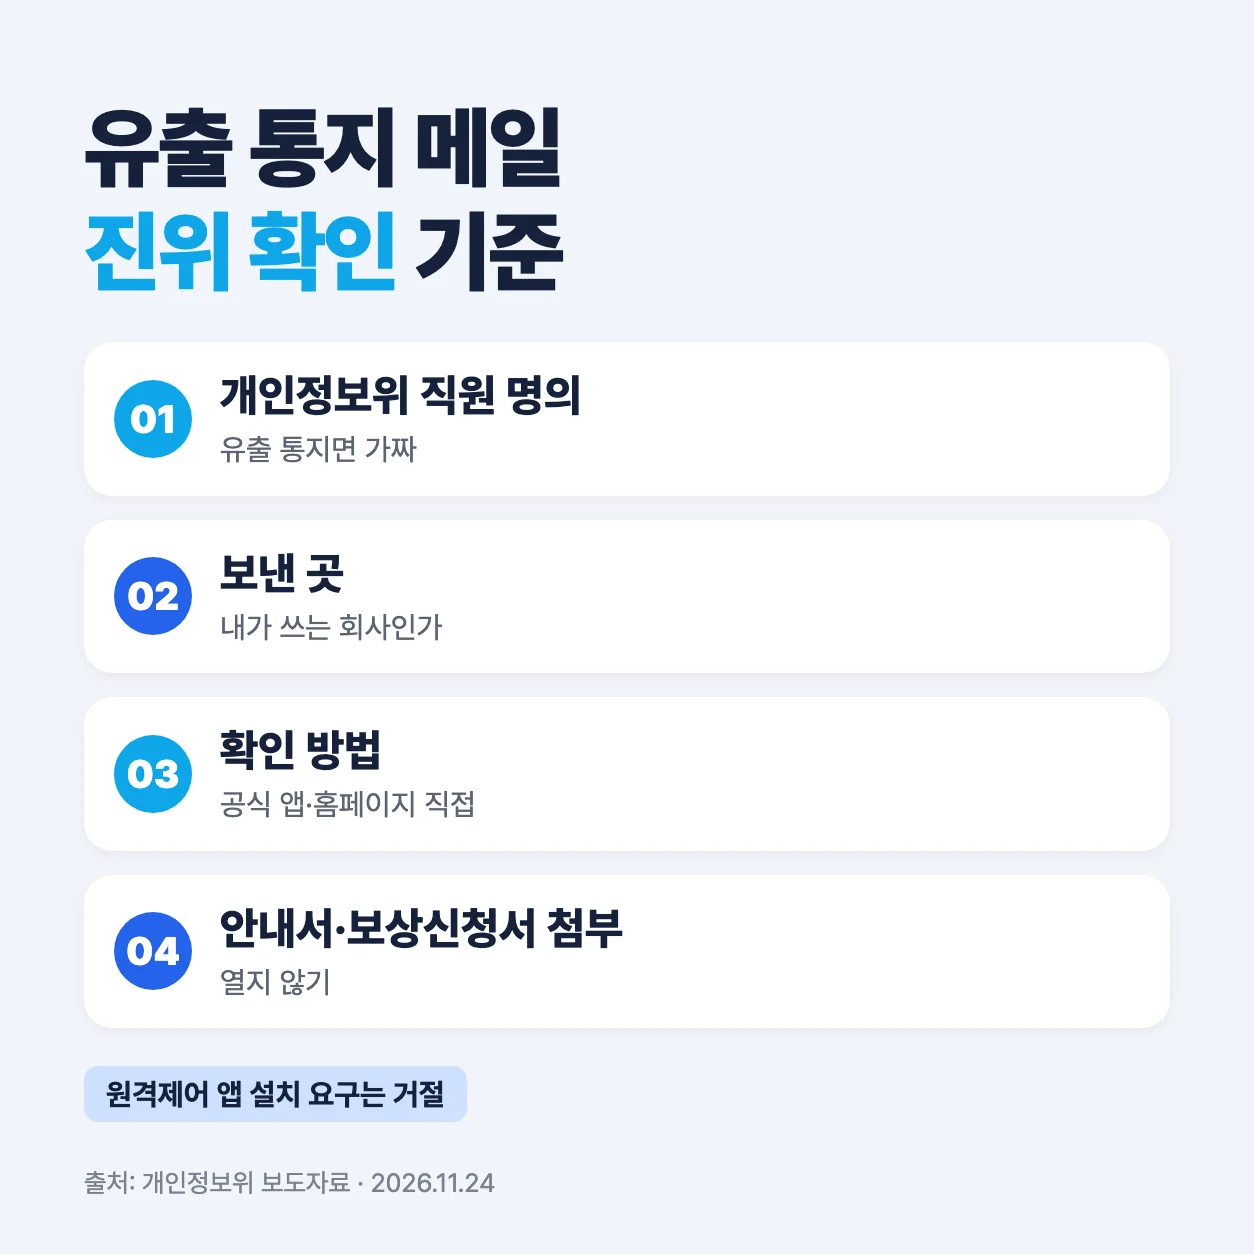 유출 통지 메일
진위 확인 기준
01
개인정보위 직원 명의
유출 통지면 가짜
02
보낸 곳
내가 쓰는 회사인가
03
확인 방법
공식 앱·홈페이지 직접
04
안내서·보상신청서 첨부
열지 않기
원격제어 앱 설치 요구는 거절
출처: 개인정보위 보도자료 · 2026.11.24